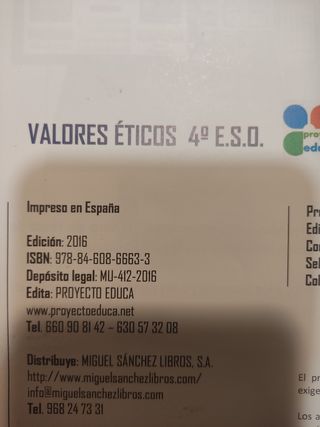 VALORES ÉTICOS 4º E.S.O.
Impreso en España
Edición: 2016
ISBN: 978-84-608-6663-3
Depósito legal: MU-412-2016
Edita: PROYECTO EDUCA
www.proyectoeduca.net
Tel. 660 90 81 42 – 630 57 32 08
Distribuye: MIGUEL SÁNCHEZ LIBROS, S.A.
http://www.miguelsanchezlibros.com/
info@miguelsanchezlibros.com
Tel. 968 24 73 31
El
Los